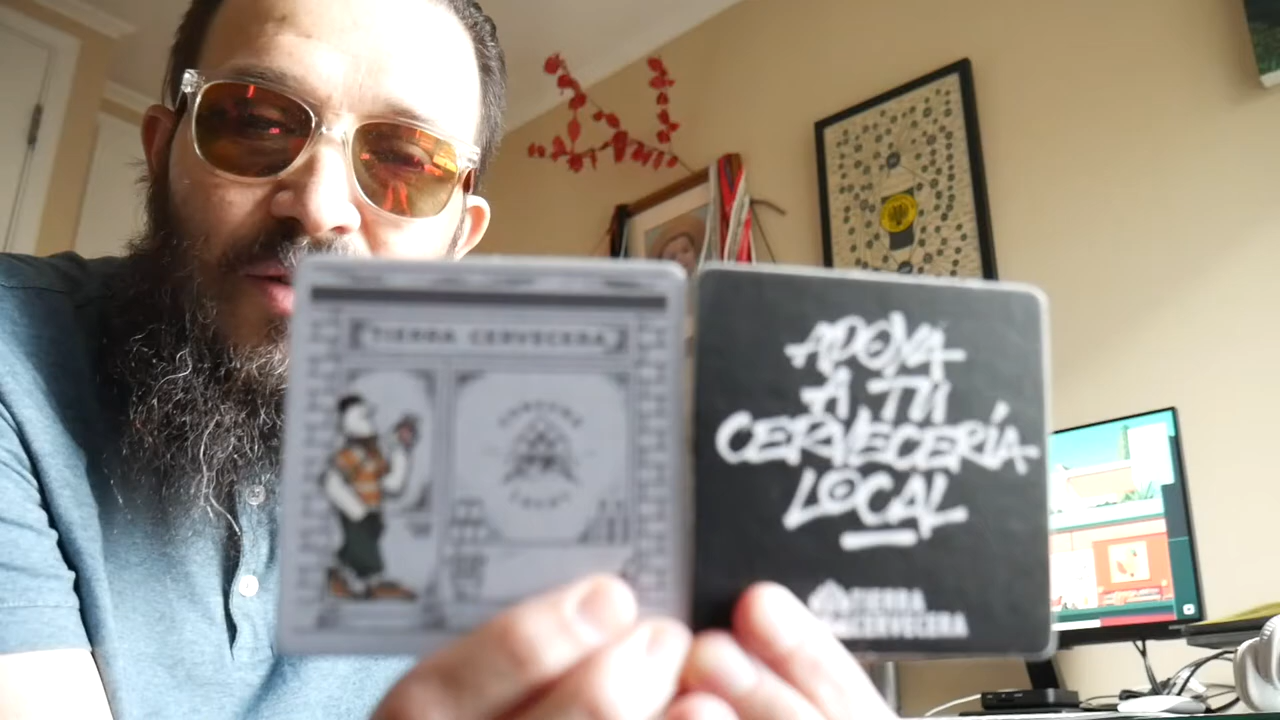 TIERRA CERVECERA
APOYA
A TU
CERVECERÍA
LOCAL
TIERRA
CERVECERA